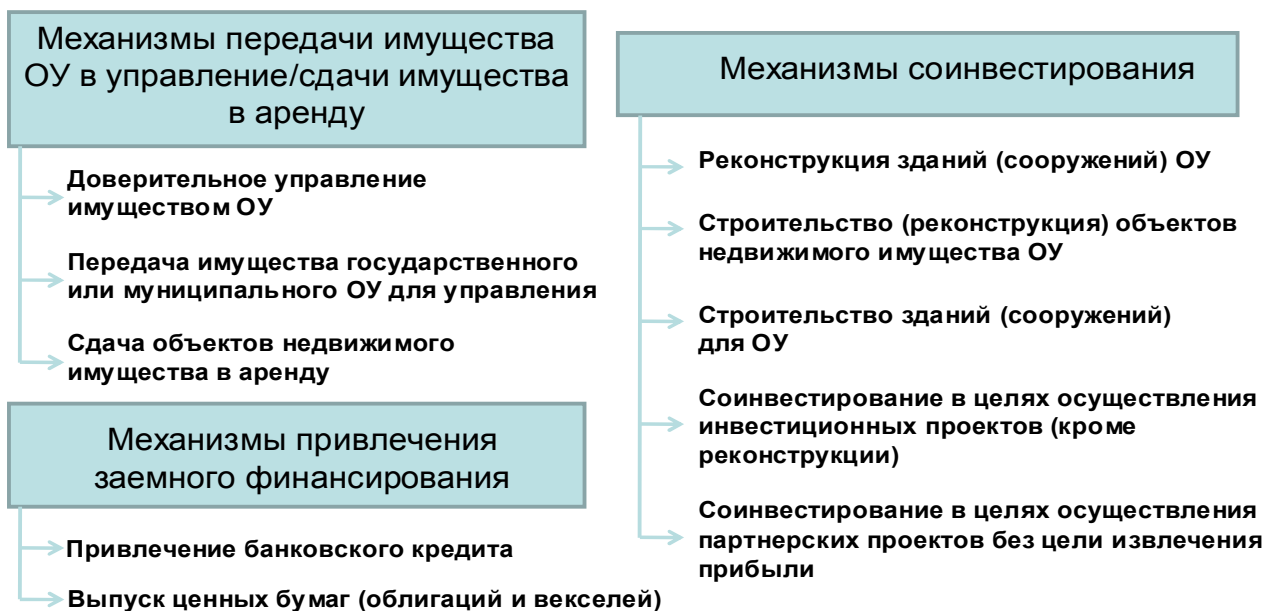 Механизмы передачи имущества
ОУ в управление/сдачи имущества
в аренду
Доверительное управление
имуществом ОУ
Передача имущества государственного
или муниципального ОУ для управления
Сдача объектов недвижимого
имущества в аренду
Механизмы привлечения
заемного финансирования
Привлечение банковского кредита
Выпуск ценных бумаг (облигаций и векселей)
Механизмы соинвестирования
Реконструкция зданий (сооружений) ОУ
Строительство (реконструкция) объектов
недвижимого имущества ОУ
Строительство зданий (сооружений)
для ОУ
Соинвестирование в целях осуществления
инвестиционных проектов (кроме
реконструкции)
Соинвестирование в целях осуществления
партнерских проектов без цели извлечения
прибыли